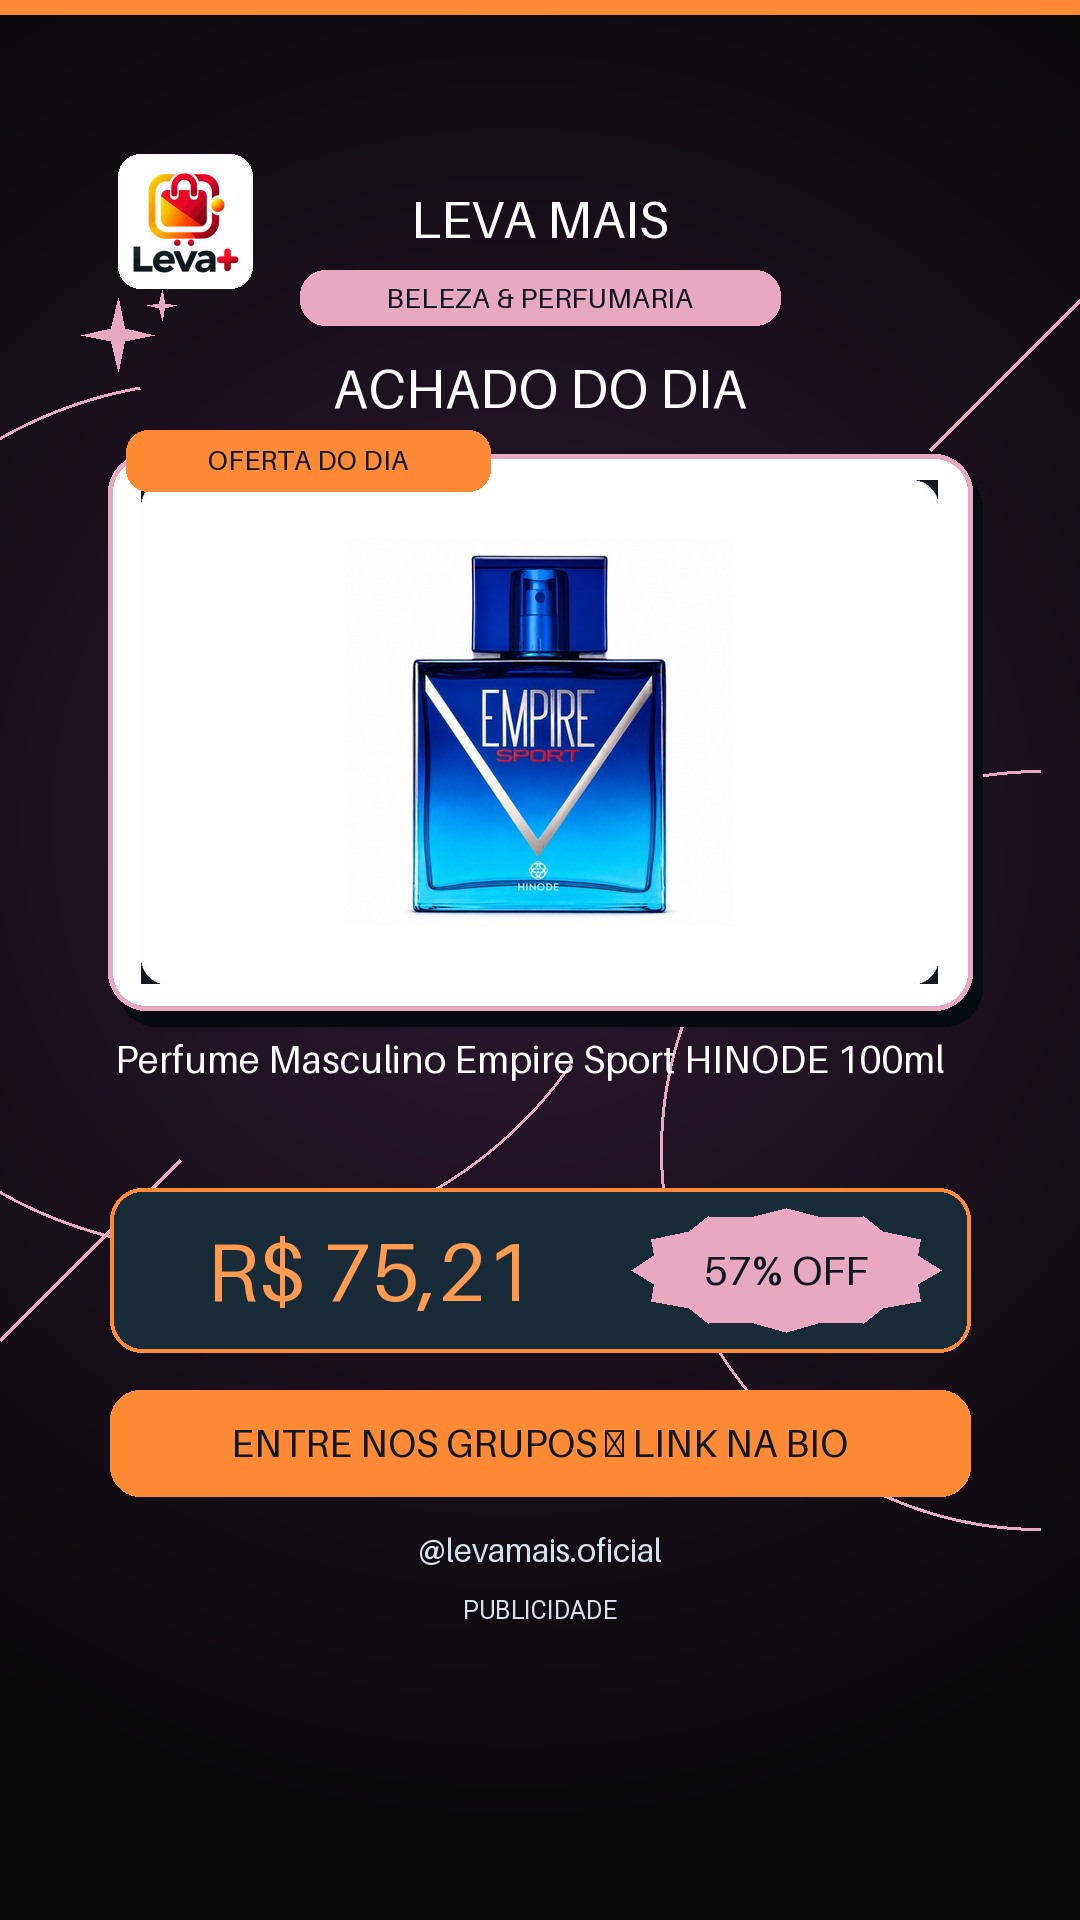 Leva+
LEVA MAIS
BELEZA & PERFUMARIA
ACHADO DO DIA
OFERTA DO DIA
EMPIRE
SPORT
HINODE
Perfume Masculino Empire Sport HINODE 100ml
R$ 75,21
57% OFF
ENTRE NOS GRUPOS LINK NA BIO
@levamais.oficial
PUBLICIDADE